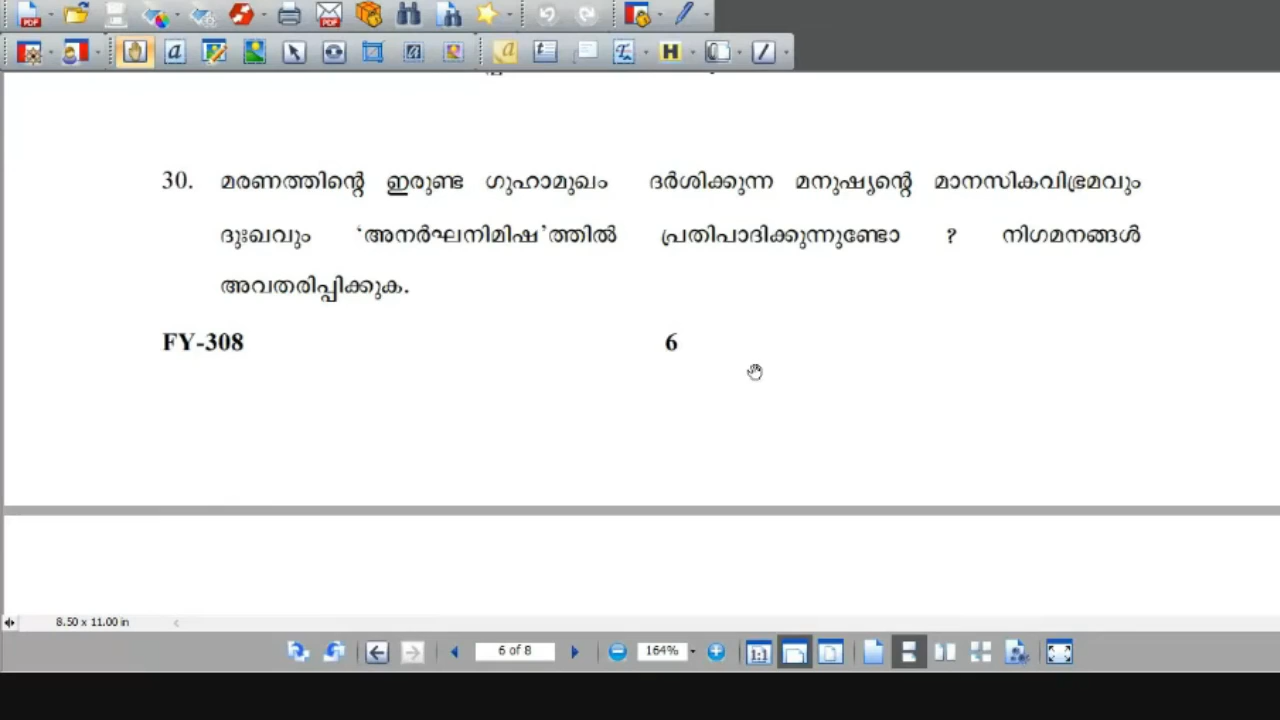 30. മരണത്തിന്റെ ഇരുണ്ട ഗുഹാമുഖം ദർശിക്കുന്ന മനുഷ്യന്റെ മാനസികവിഭ്രമവും
ദുഃഖവും ‘അനർഘനിമിഷ’ത്തിൽ പ്രതിപാദിക്കുന്നുണ്ടോ ? നിഗമനങ്ങൾ
അവതരിപ്പിക്കുക.
FY-308 6
8.50 x 11.00 in
6 of 8 164%